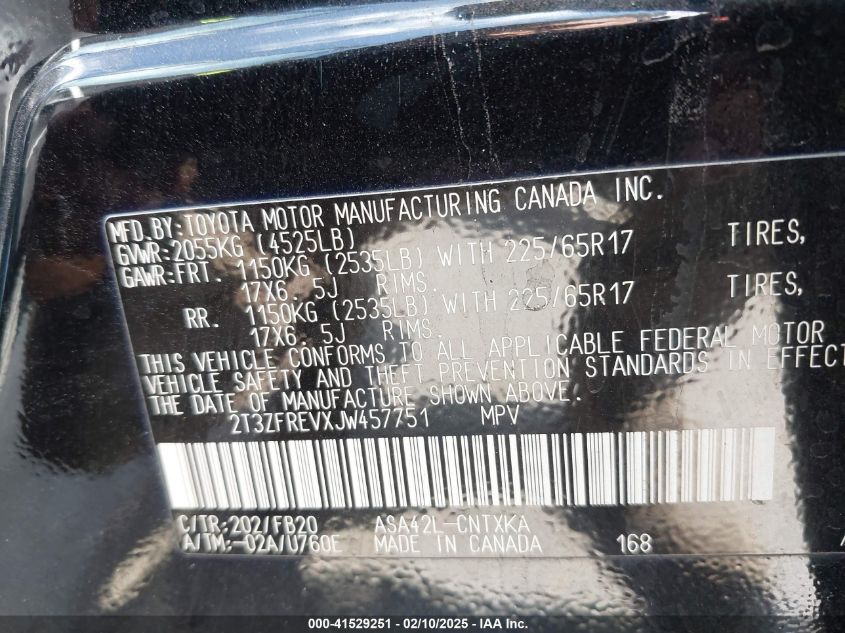 MFD.BY:TOYOTA MOTOR MANUFACTURING CANADA INC.
GVWR:2055KG (4525LB)
GAWR:FRT. 1150KG (2535LB) WITH 225/65R17 TIRES,
17X6. 5J RIMS.
RR. 1150KG (2535LB) WITH 225/65R17 TIRES,
17X6. 5J RIMS.
THIS VEHICLE CONFORMS TO ALL APPLICABLE FEDERAL MOTOR
VEHICLE SAFETY AND THEFT PREVENTION STANDARDS IN EFFECT
THE DATE OF MANUFACTURE SHOWN ABOVE.
2T3ZFREVXJW457751 MPV
C/TR:202/FB20 ASA42L-CNTXKA
A/TM:-02A/U760E MADE IN CANADA 168
000-41529251 - 02/10/2025 - IAA Inc.